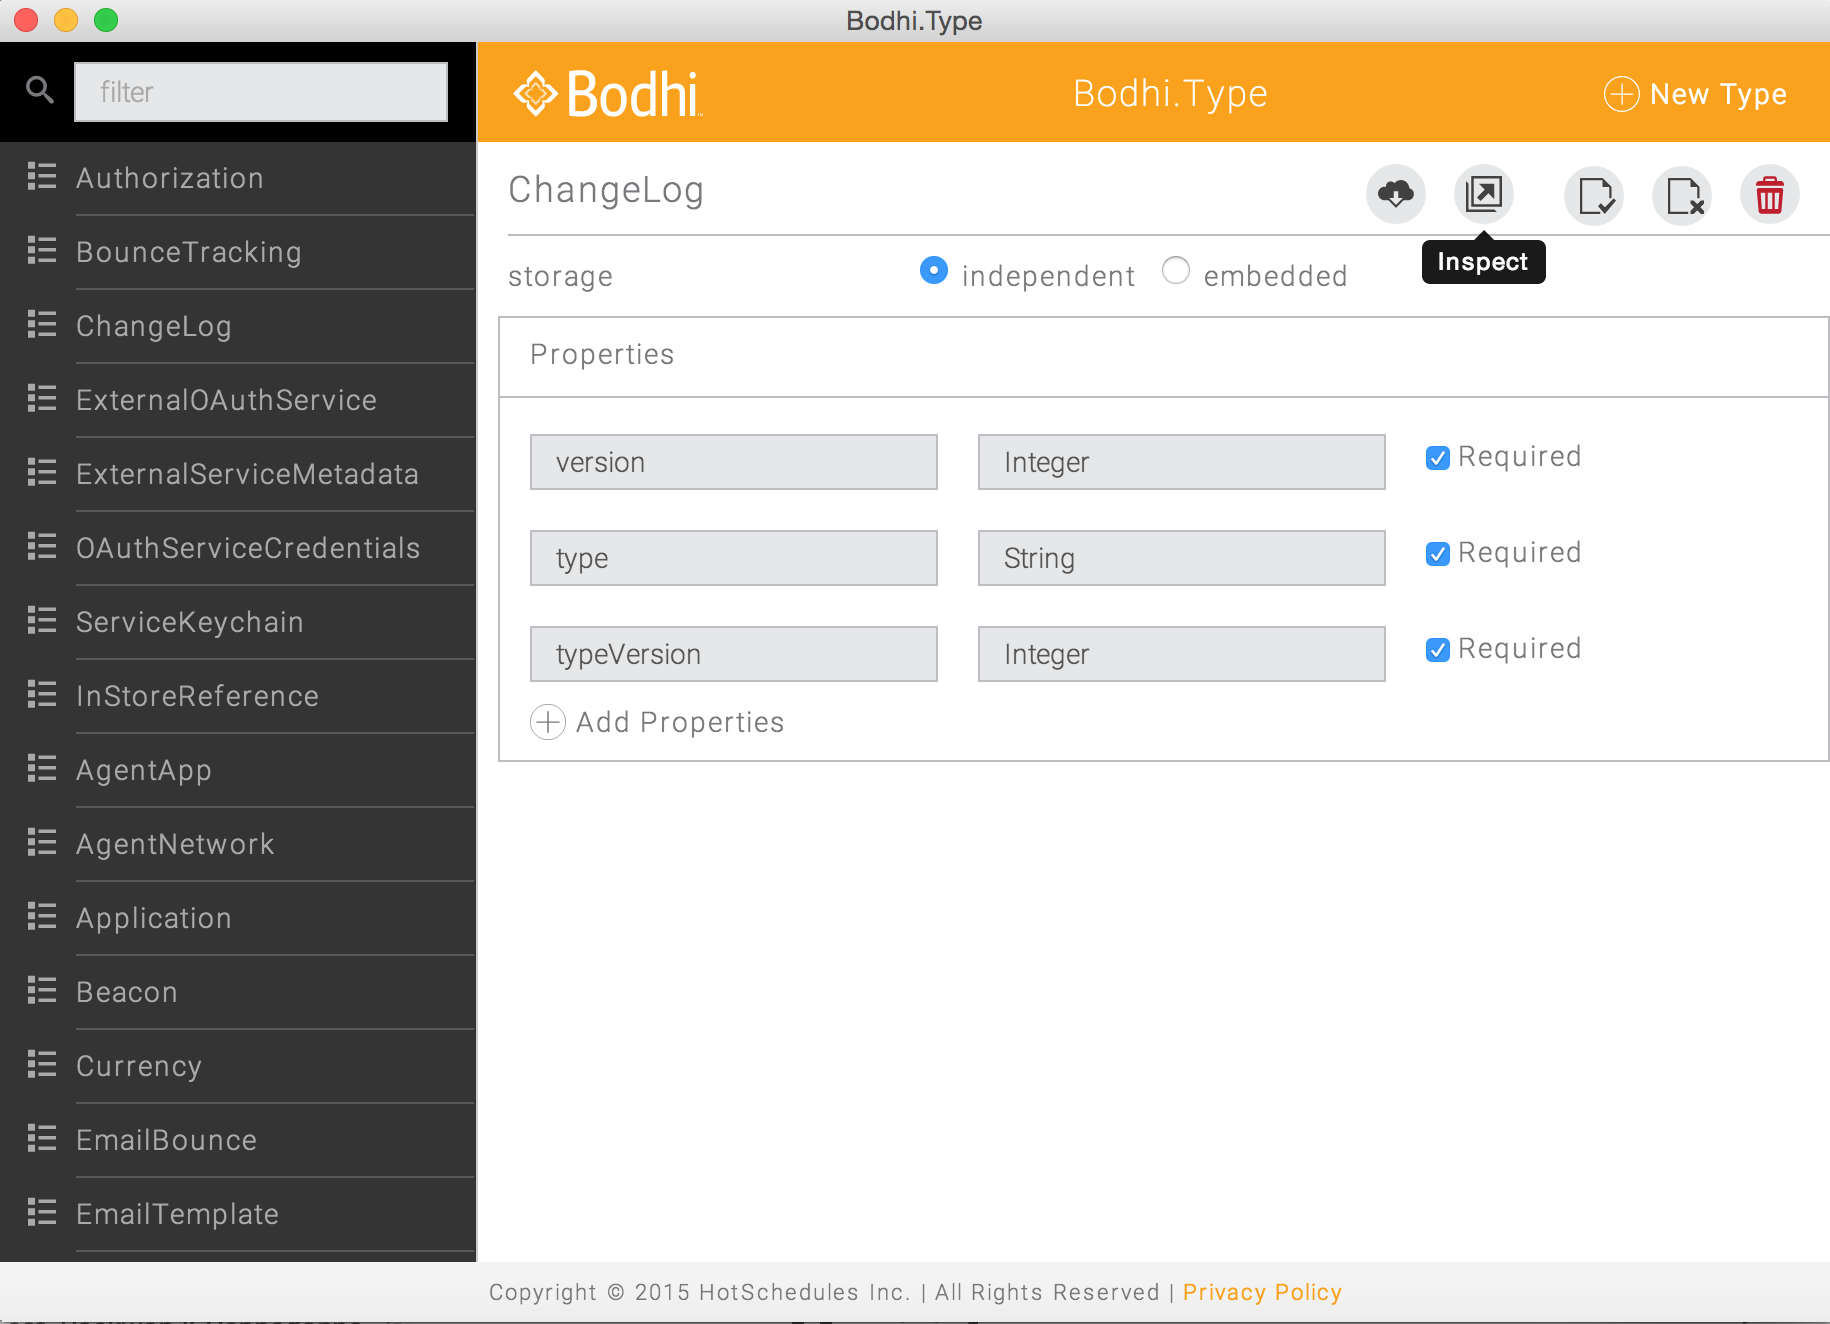 Bodhi.Type
filter
Bodhi
Bodhi.Type
New Type
Authorization
BounceTracking
ChangeLog
ExternalOAuthService
ExternalServiceMetadata
OAuthServiceCredentials
ServiceKeychain
InStoreReference
AgentApp
AgentNetwork
Application
Beacon
Currency
EmailBounce
EmailTemplate
ChangeLog
Inspect
storage independent embedded
Properties
version Integer Required
type String Required
typeVersion Integer Required
Add Properties
Copyright © 2015 HotSchedules Inc. | All Rights Reserved | Privacy Policy